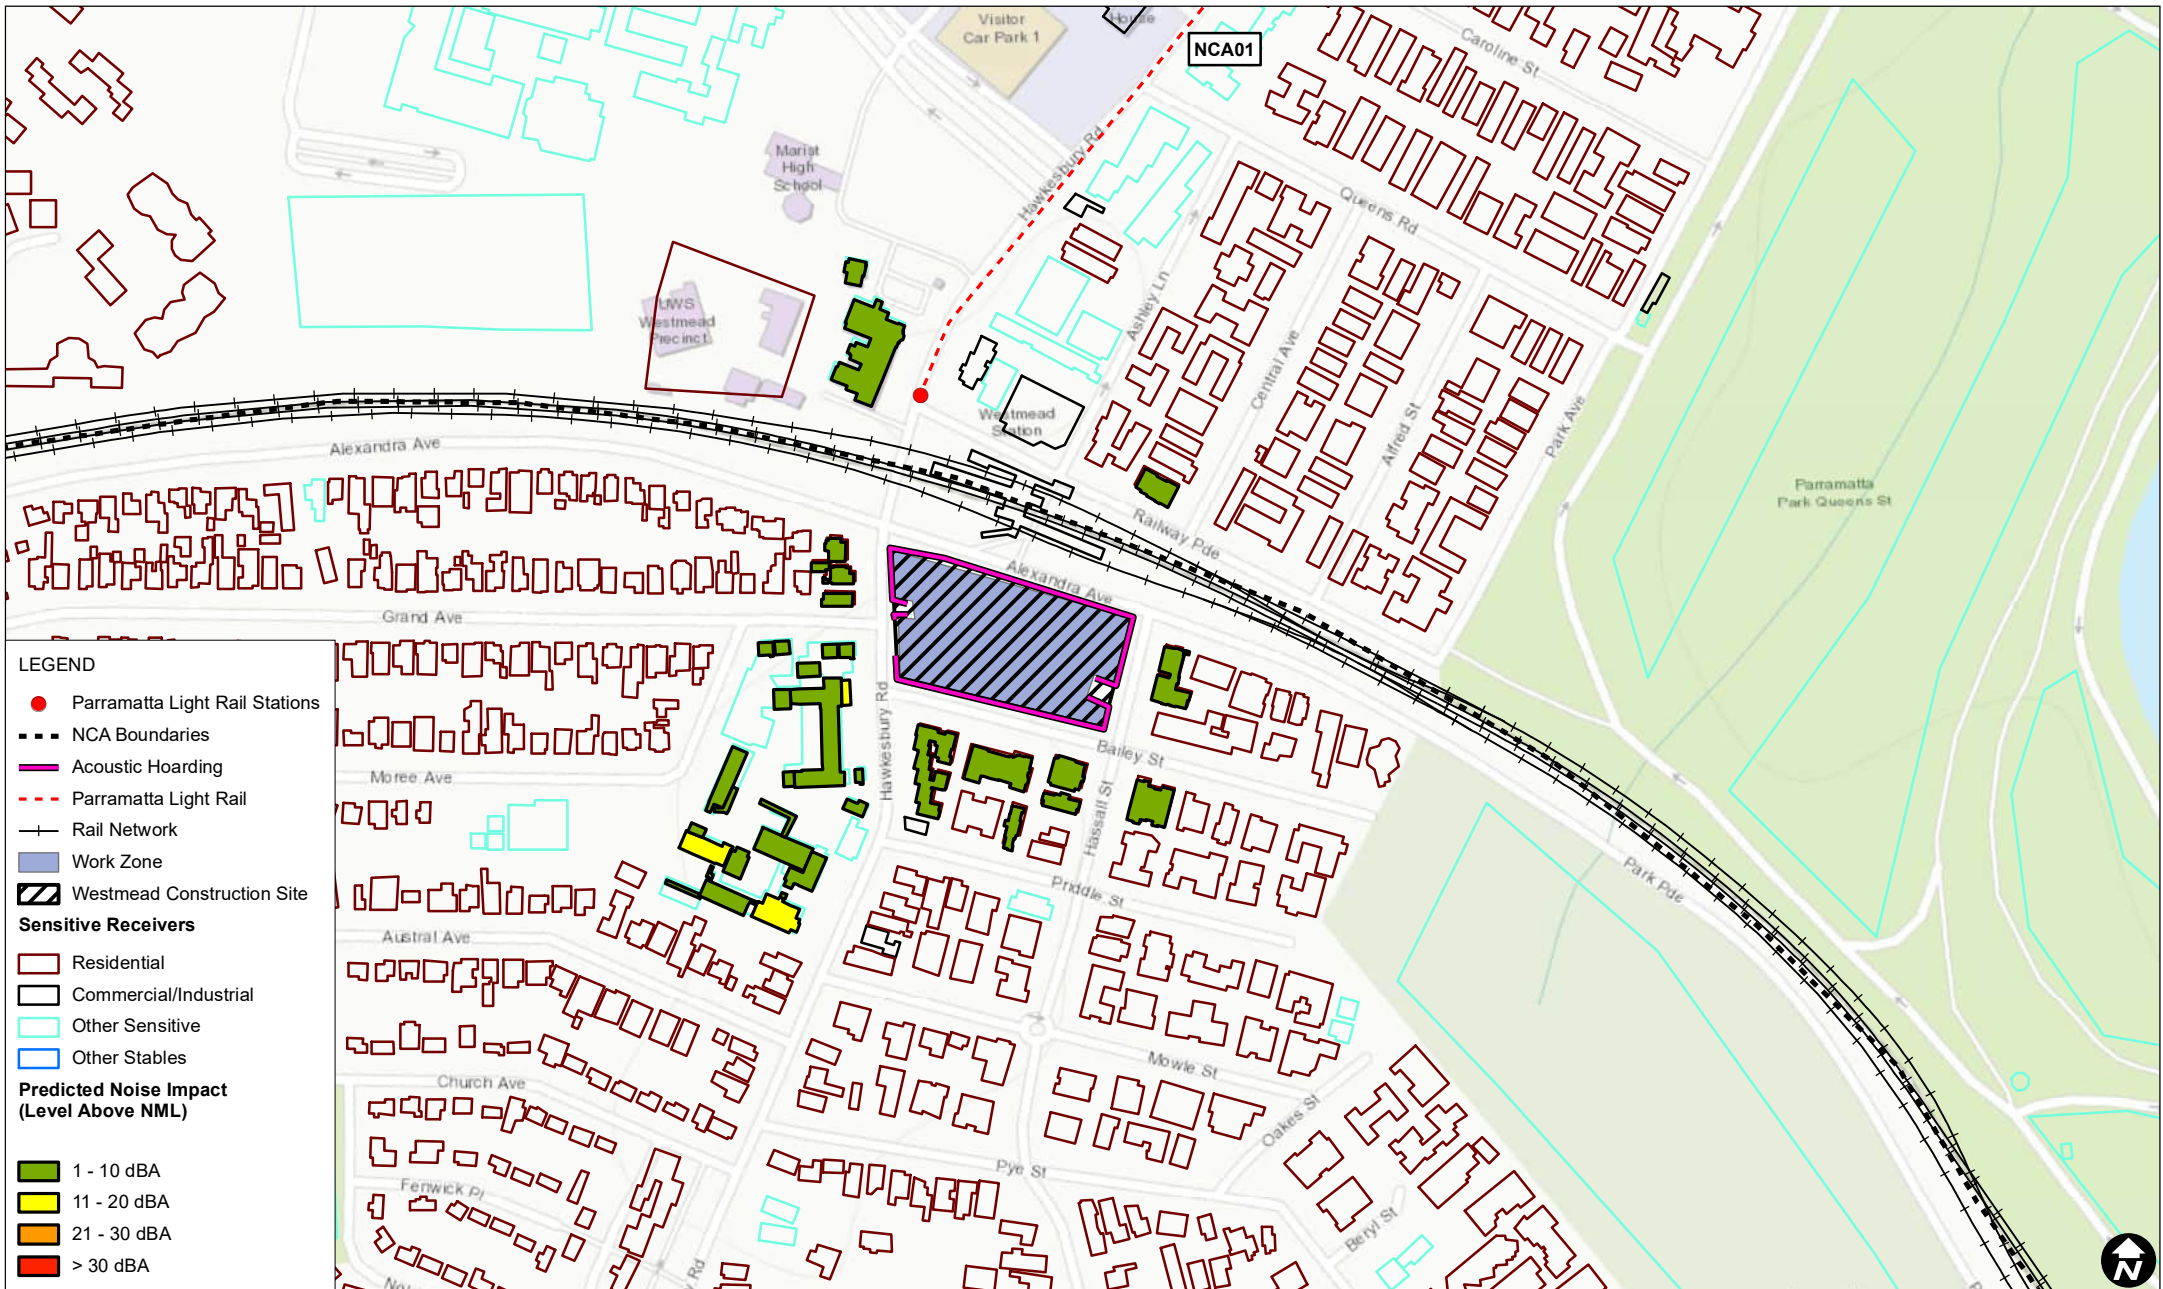 Visitor
Car Park 1
House
NCA01
Caroline St
Marist
High
School
Hawkesbury Rd
Queens Rd
UWS
Westmead
Precinct
Ashley Ln
Central Ave
Alfred St
Park Ave
Westmead
Station
Parramatta
Park Queens St
Alexandra Ave
Railway Pde
Alexandra Ave
Grand Ave
Hawkesbury Rd
Bailey St
Moree Ave
Hassall St
Priddle St
Park Pde
Austral Ave
Mowle St
Church Ave
Oakes St
Pye St
Fenwick Pl
Beryl St
LEGEND
Parramatta Light Rail Stations
NCA Boundaries
Acoustic Hoarding
Parramatta Light Rail
Rail Network
Work Zone
Westmead Construction Site
Sensitive Receivers
Residential
Commercial/Industrial
Other Sensitive
Other Stables
Predicted Noise Impact
(Level Above NML)
1 - 10 dBA
11 - 20 dBA
21 - 30 dBA
> 30 dBA
N